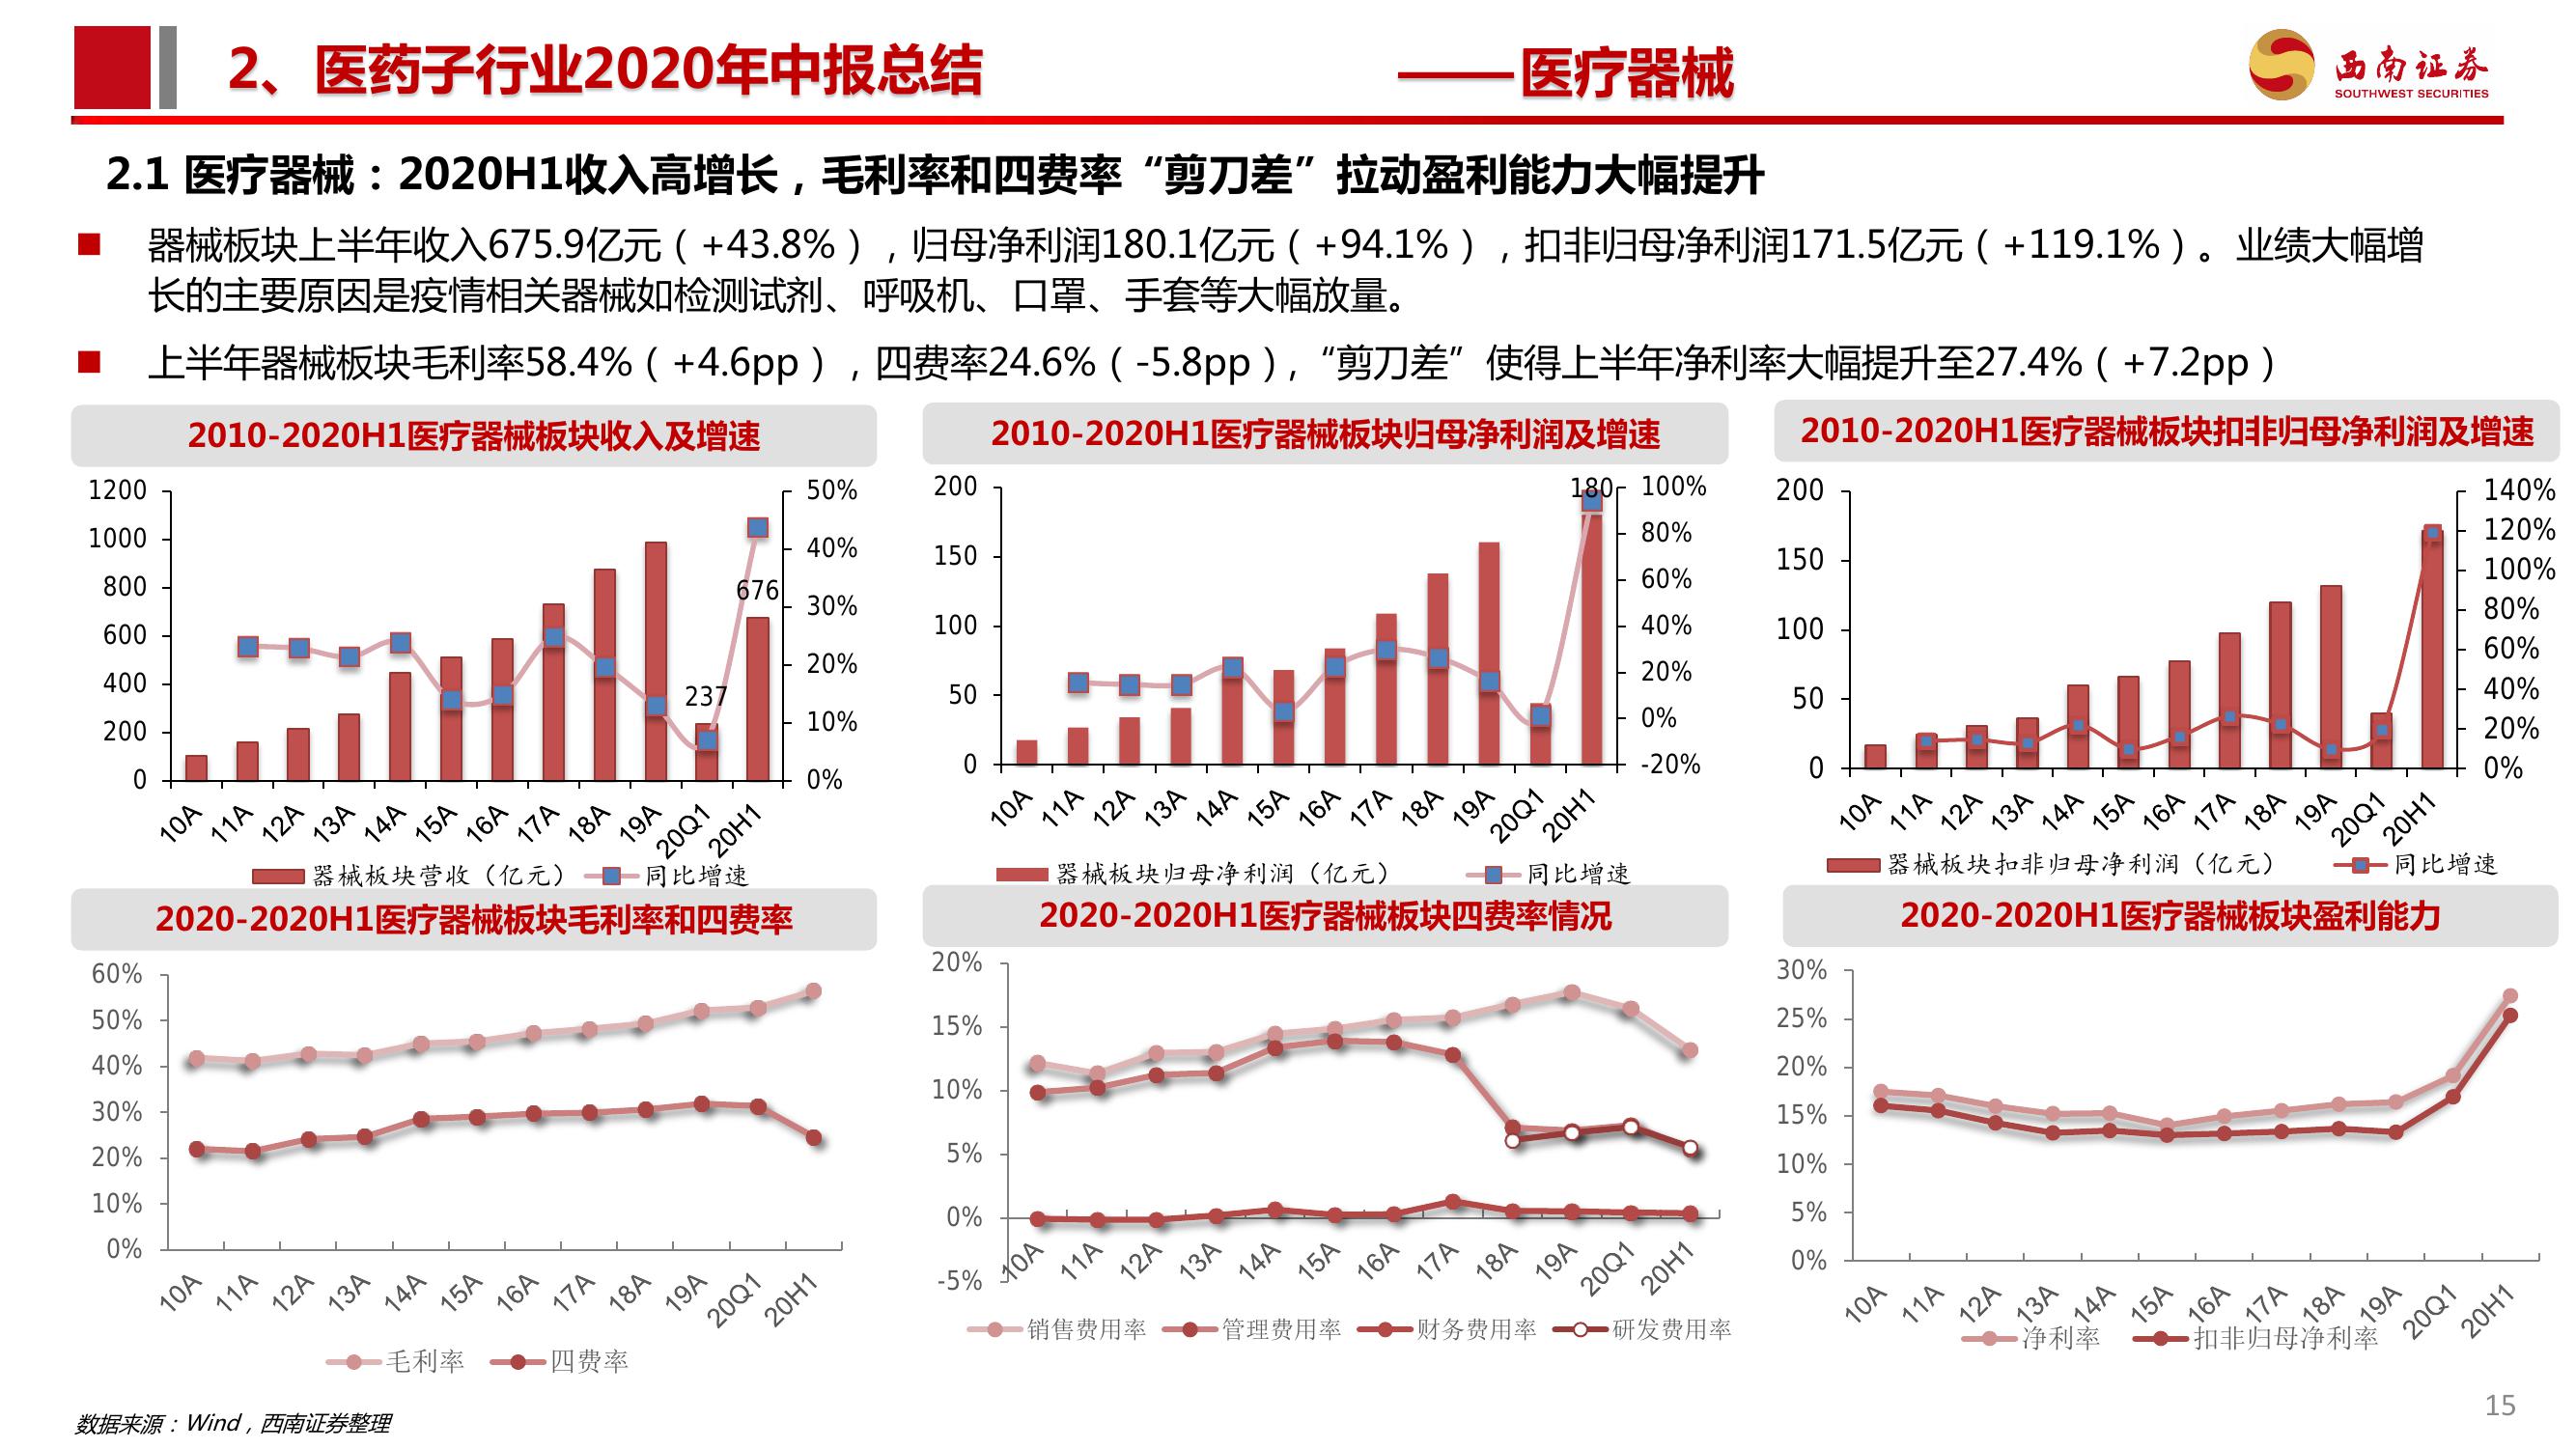 2、医药子行业2020年中报总结 ——医疗器械
西南证券
SOUTHWEST SECURITIES
2.1 医疗器械：2020H1收入高增长，毛利率和四费率“剪刀差”拉动盈利能力大幅提升
器械板块上半年收入675.9亿元（+43.8%），归母净利润180.1亿元（+94.1%），扣非归母净利润171.5亿元（+119.1%）。业绩大幅增
长的主要原因是疫情相关器械如检测试剂、呼吸机、口罩、手套等大幅放量。
上半年器械板块毛利率58.4%（+4.6pp），四费率24.6%（-5.8pp），“剪刀差”使得上半年净利率大幅提升至27.4%（+7.2pp）
2010-2020H1医疗器械板块收入及增速
1200
1000
800
600
400
200
0
50%
40%
30%
20%
10%
0%
237
676
10A 11A 12A 13A 14A 15A 16A 17A 18A 19A 20Q1 20H1
器械板块营收（亿元） 同比增速
2010-2020H1医疗器械板块归母净利润及增速
200
150
100
50
0
180
100%
80%
60%
40%
20%
0%
-20%
10A 11A 12A 13A 14A 15A 16A 17A 18A 19A 20Q1 20H1
器械板块归母净利润（亿元） 同比增速
2010-2020H1医疗器械板块扣非归母净利润及增速
200
150
100
50
0
140%
120%
100%
80%
60%
40%
20%
0%
10A 11A 12A 13A 14A 15A 16A 17A 18A 19A 20Q1 20H1
器械板块扣非归母净利润（亿元） 同比增速
2020-2020H1医疗器械板块毛利率和四费率
60%
50%
40%
30%
20%
10%
0%
10A 11A 12A 13A 14A 15A 16A 17A 18A 19A 20Q1 20H1
毛利率 四费率
2020-2020H1医疗器械板块四费率情况
20%
15%
10%
5%
0%
-5%
10A 11A 12A 13A 14A 15A 16A 17A 18A 19A 20Q1 20H1
销售费用率 管理费用率 财务费用率 研发费用率
2020-2020H1医疗器械板块盈利能力
30%
25%
20%
15%
10%
5%
0%
10A 11A 12A 13A 14A 15A 16A 17A 18A 19A 20Q1 20H1
净利率 扣非归母净利率
数据来源：Wind，西南证券整理
15